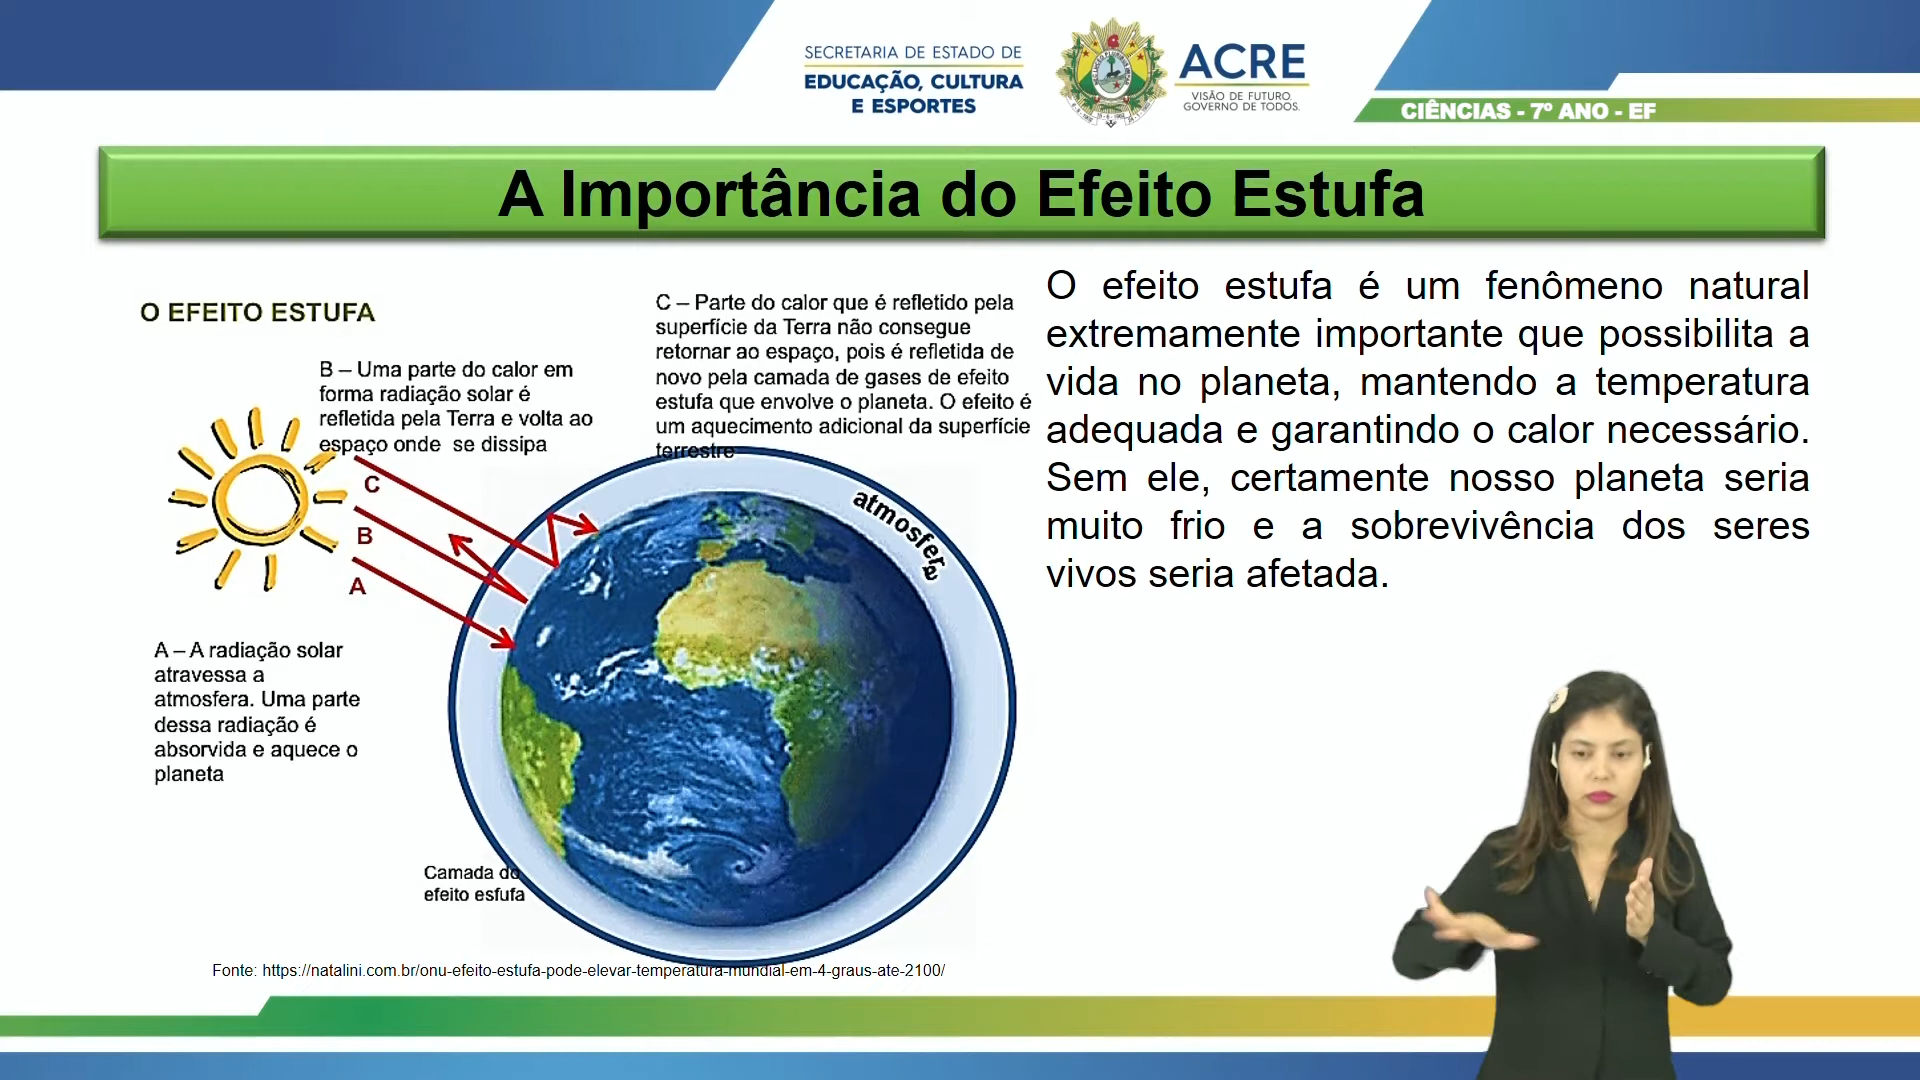 SECRETARIA DE ESTADO DE
EDUCAÇÃO, CULTURA
E ESPORTES
ACRE
VISÃO DE FUTURO.
GOVERNO DE TODOS.
CIÊNCIAS - 7º ANO - EF
A Importância do Efeito Estufa
O EFEITO ESTUFA
B – Uma parte do calor em
forma radiação solar é
refletida pela Terra e volta ao
espaço onde se dissipa
C – Parte do calor que é refletido pela
superfície da Terra não consegue
retornar ao espaço, pois é refletida de
novo pela camada de gases de efeito
estufa que envolve o planeta. O efeito é
um aquecimento adicional da superfície
terrestre
C
B
A
atmosfera
A – A radiação solar
atravessa a
atmosfera. Uma parte
dessa radiação é
absorvida e aquece o
planeta
Camada do
efeito esfufa
Fonte: https://natalini.com.br/onu-efeito-estufa-pode-elevar-temperatura-mundial-em-4-graus-ate-2100/
O efeito estufa é um fenômeno natural
extremamente importante que possibilita a
vida no planeta, mantendo a temperatura
adequada e garantindo o calor necessário.
Sem ele, certamente nosso planeta seria
muito frio e a sobrevivência dos seres
vivos seria afetada.